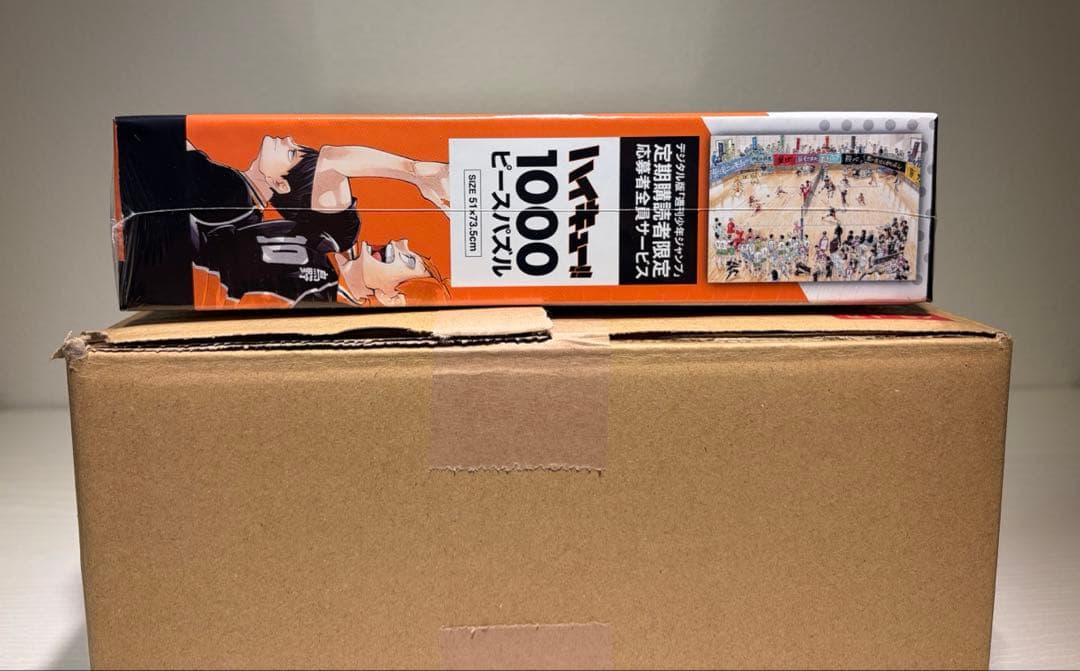 デジタル版「週刊少年ジャンプ」
定期購読者限定
応募者全員サービス
ハイキュー!!
1000
ピースパズル
SIZE 51×73.5cm
10
烏野